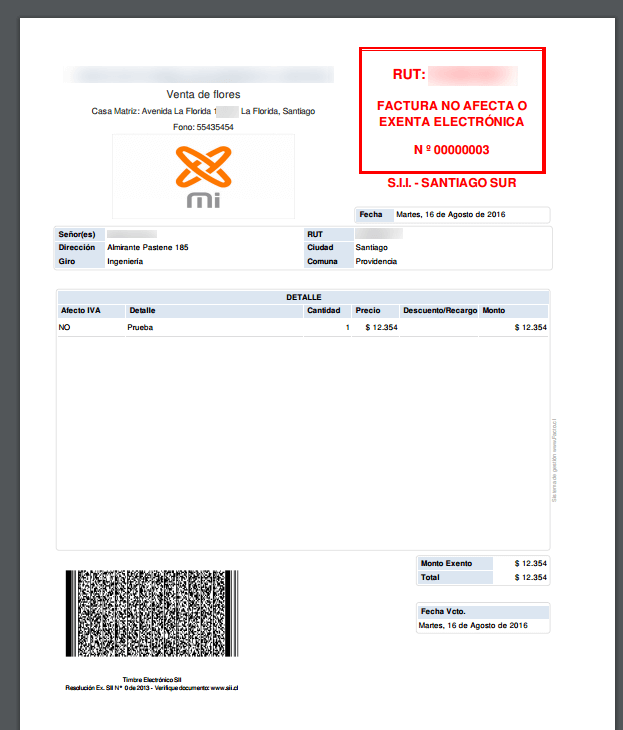 Venta de flores
Casa Matriz: Avenida La Florida 1 La Florida, Santiago
Fono: 55435454
mi
RUT:
FACTURA NO AFECTA O
EXENTA ELECTRÓNICA
N º 00000003
S.I.I. - SANTIAGO SUR
Fecha Martes, 16 de Agosto de 2016
Señor(es) RUT
Dirección Almirante Pastene 185 Ciudad Santiago
Giro Ingeniería Comuna Providencia
DETALLE
Afecto IVA Detalle Cantidad Precio Descuento/Recargo Monto
NO Prueba 1 $ 12.354 $ 12.354
Monto Exento $ 12.354
Total $ 12.354
Fecha Vcto.
Martes, 16 de Agosto de 2016
Timbre Electrónico SII
Resolución Ex. SII N° 0 de 2013 - Verifique documento: www.sii.cl